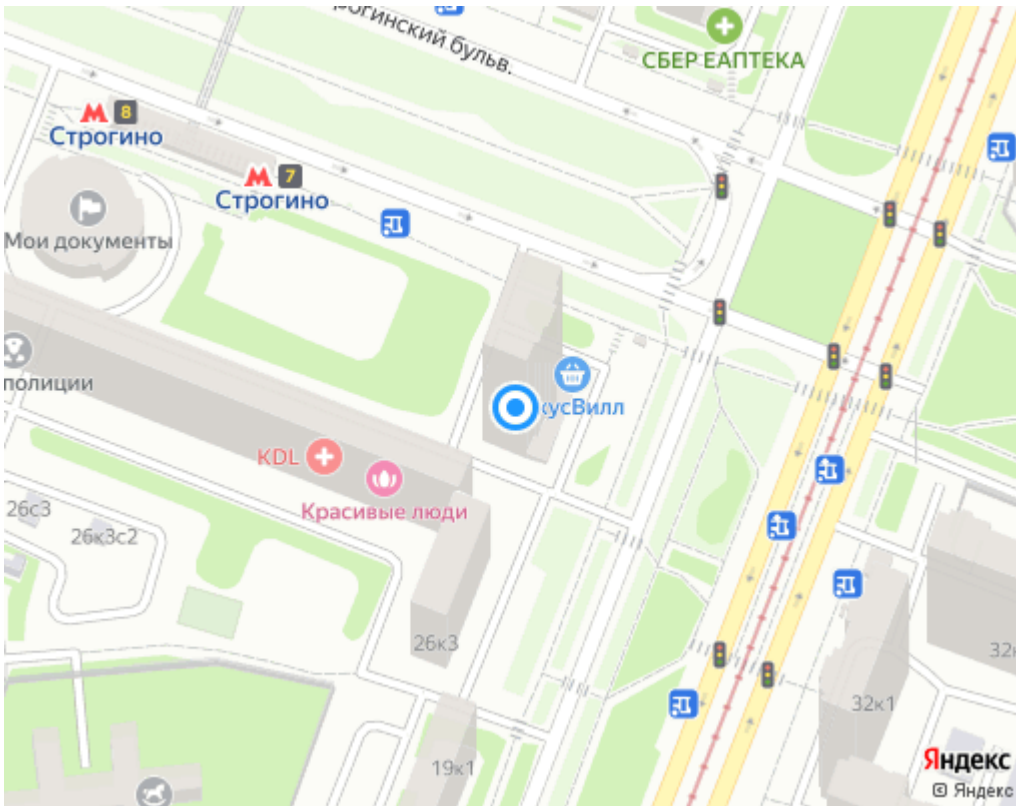 рогинский бульв.
СБЕР ЕАПТЕКА
8
Строгино
7
Строгино
Мои документы
полиции
кусВилл
KDL
Красивые люди
26с3
26к3с2
26к3
32к
32к1
19к1
Яндекс
© Яндекс